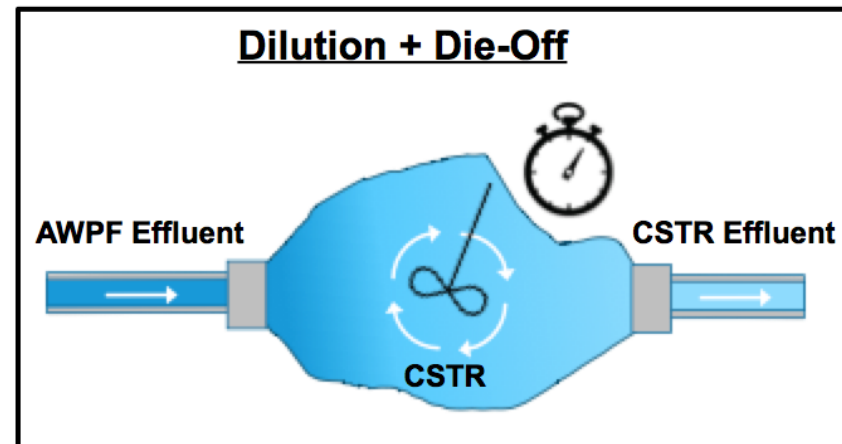 Dilution + Die-Off
AWPF Effluent
CSTR Effluent
CSTR